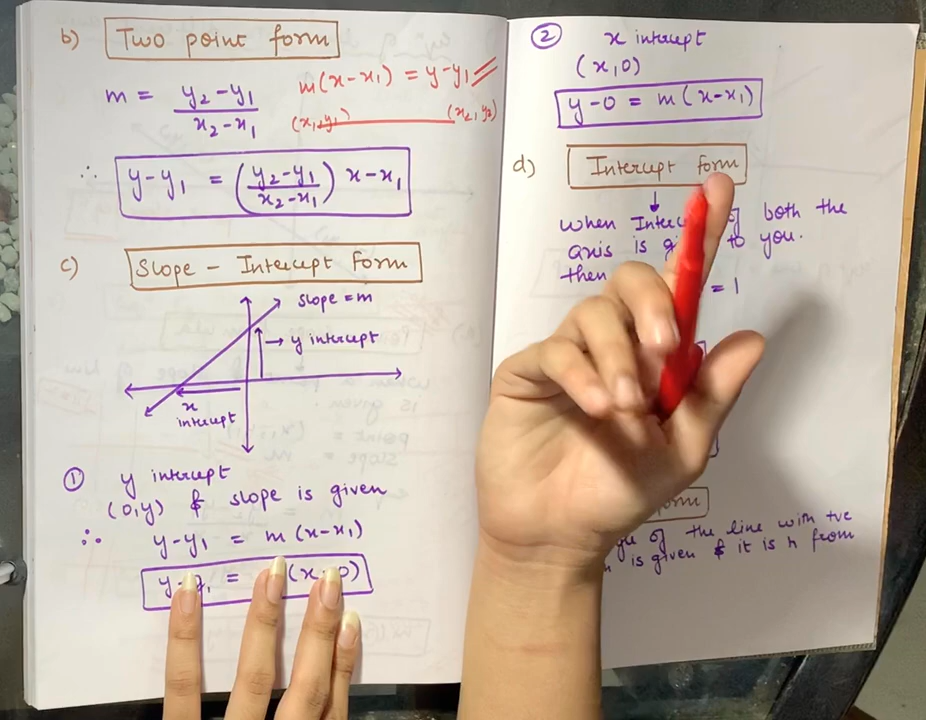 b) Two point form
m = y2-y1 / x2-x1
m(x-x1) = y-y1
(x1,y1) (x2,y2)
∴ y-y1 = (y2-y1 / x2-x1) x-x1
c) Slope - Intercept form
slope = m
→ y intercept
x
intercept
① y intercept
(0,y) & slope is given
∴ y-y1 = m (x-x1)
= (x-0)
② x intercept
(x,0)
y-0 = m(x-x1)
d) Intercept form
↓
when both the
axis is to you.
then = 1
form
of the line with +ve
is given & it is h from